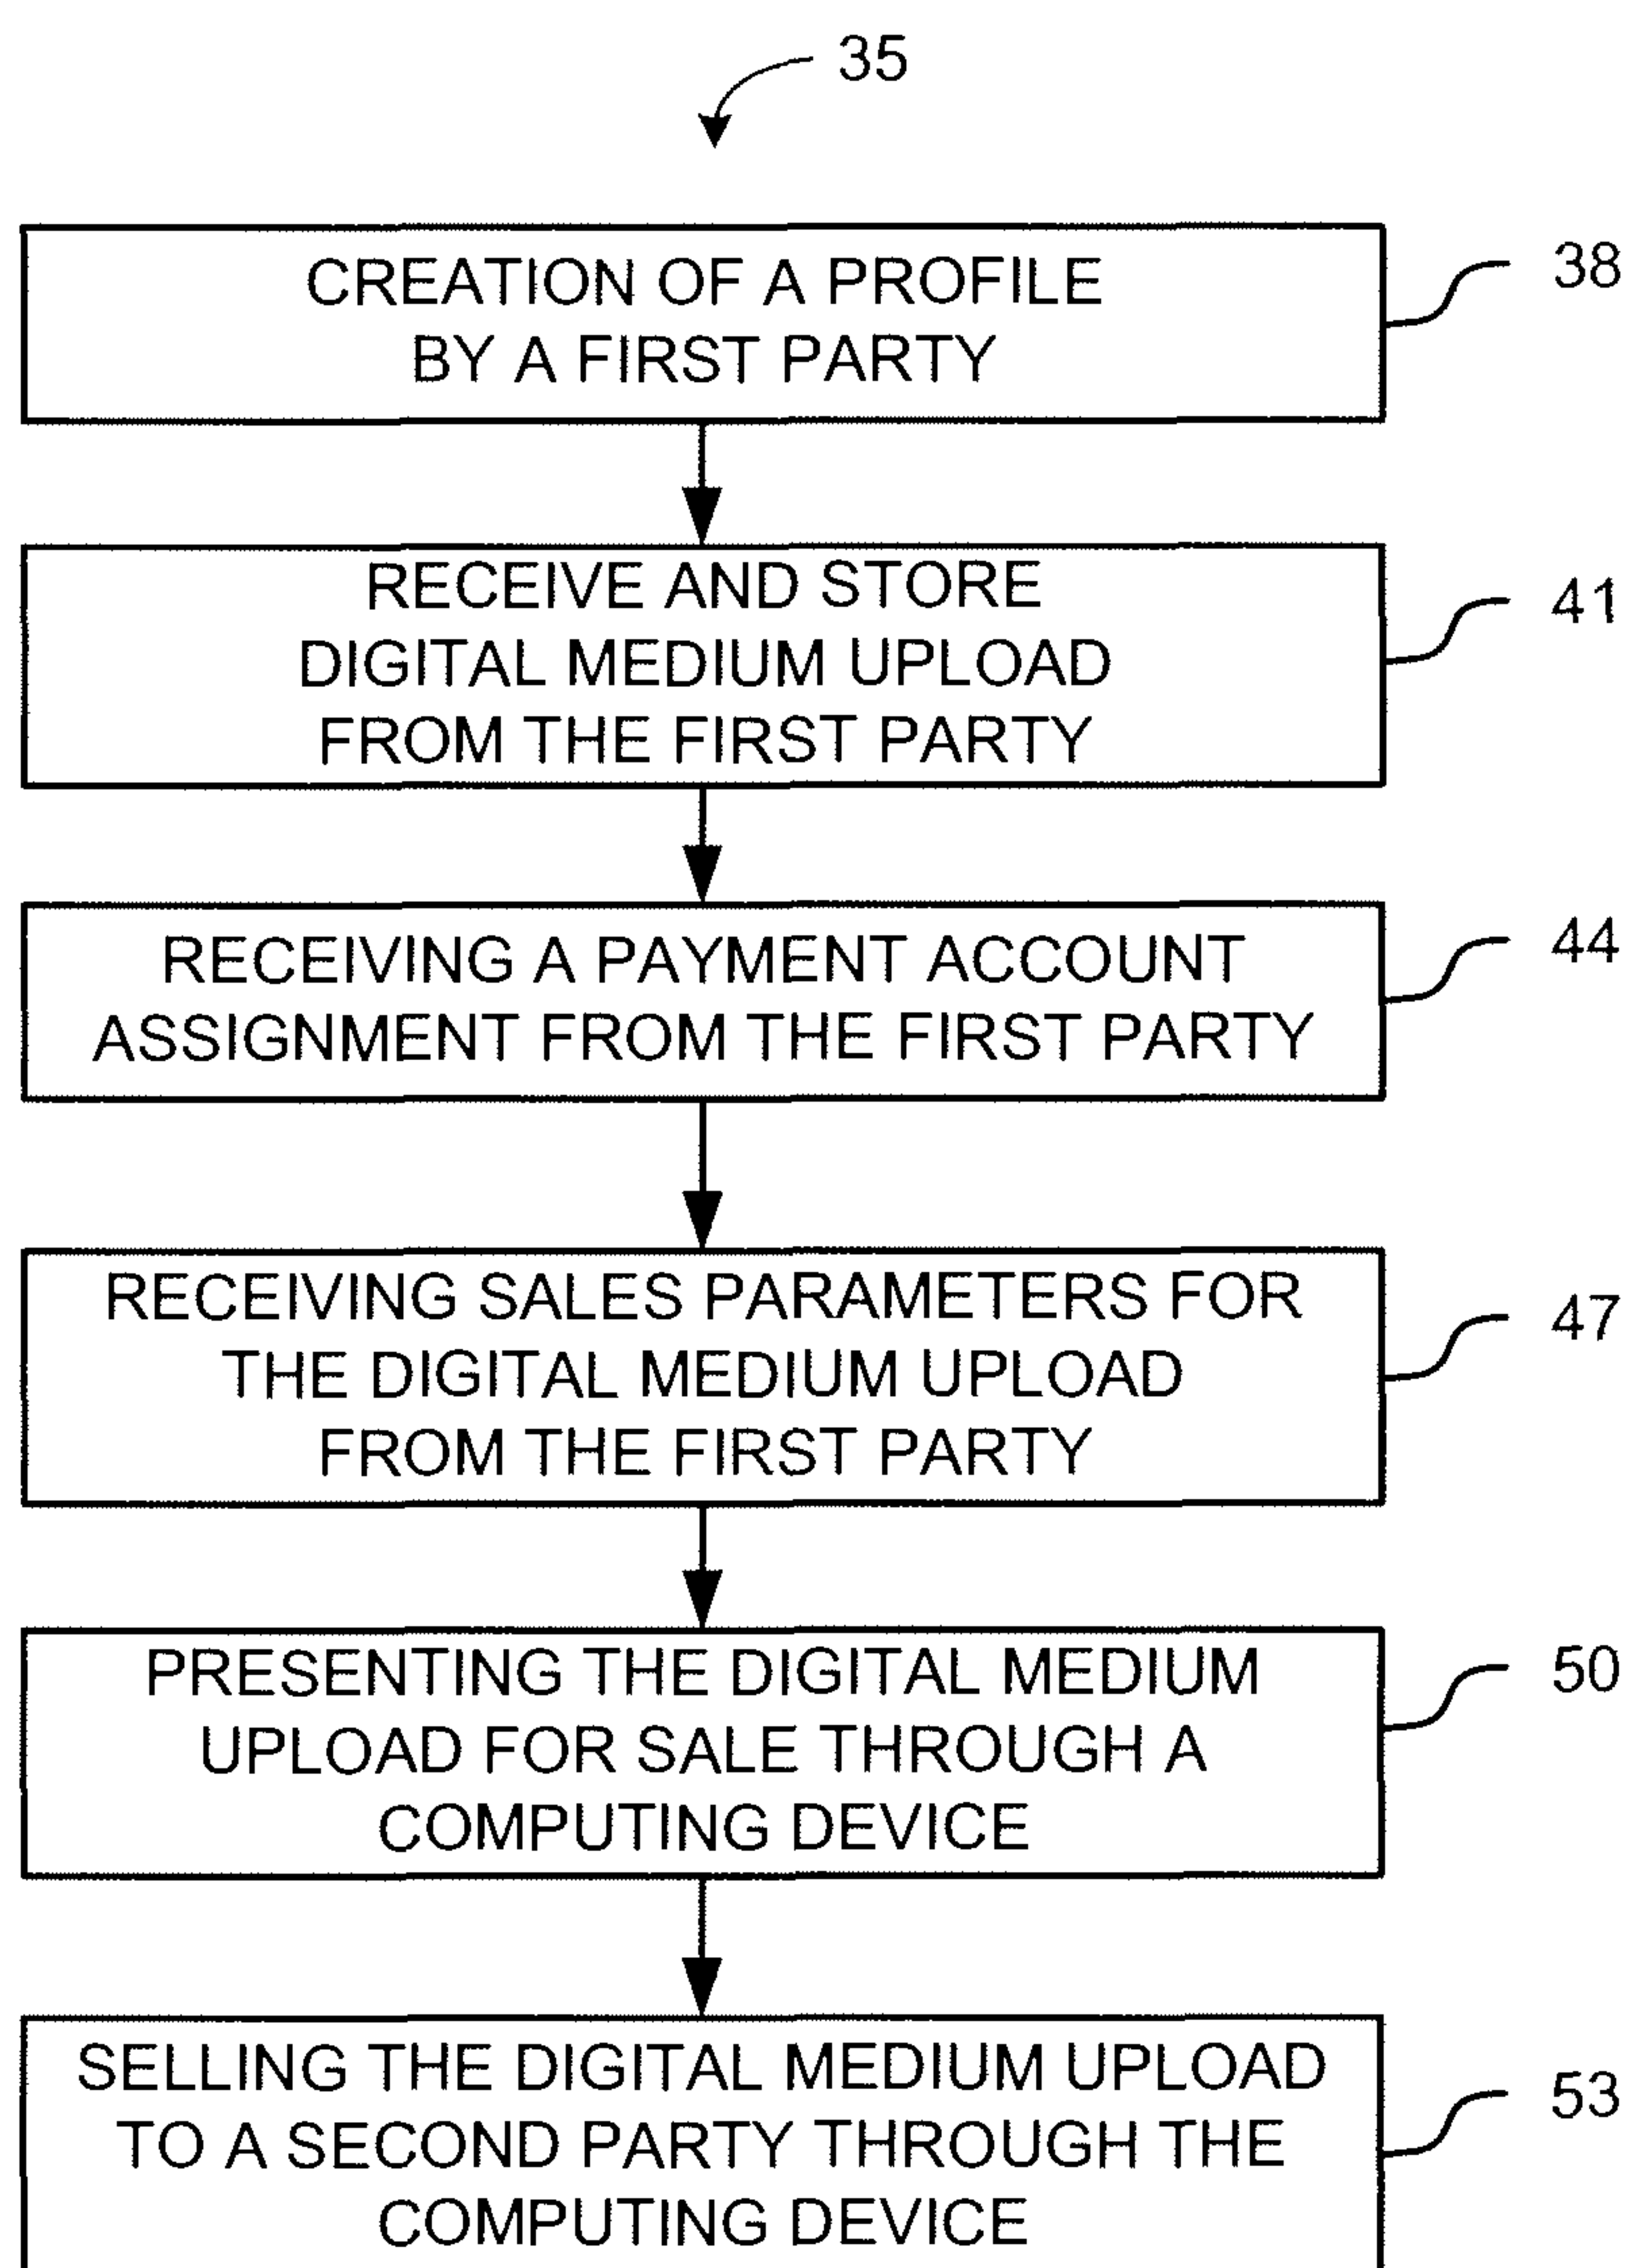 35
CREATION OF A PROFILE
BY A FIRST PARTY
38
RECEIVE AND STORE
DIGITAL MEDIUM UPLOAD
FROM THE FIRST PARTY
41
RECEIVING A PAYMENT ACCOUNT
ASSIGNMENT FROM THE FIRST PARTY
44
RECEIVING SALES PARAMETERS FOR
THE DIGITAL MEDIUM UPLOAD
FROM THE FIRST PARTY
47
PRESENTING THE DIGITAL MEDIUM
UPLOAD FOR SALE THROUGH A
COMPUTING DEVICE
50
SELLING THE DIGITAL MEDIUM UPLOAD
TO A SECOND PARTY THROUGH THE
COMPUTING DEVICE
53